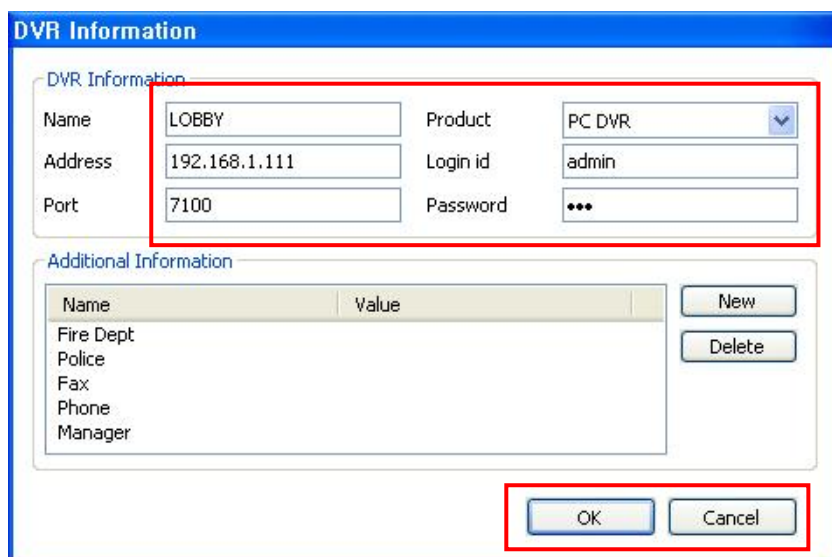 DVR Information
DVR Information
Name LOBBY Product PC DVR
Address 192.168.1.111 Login id admin
Port 7100 Password •••
Additional Information
Name Value New
Fire Dept
Police Delete
Fax
Phone
Manager
OK Cancel